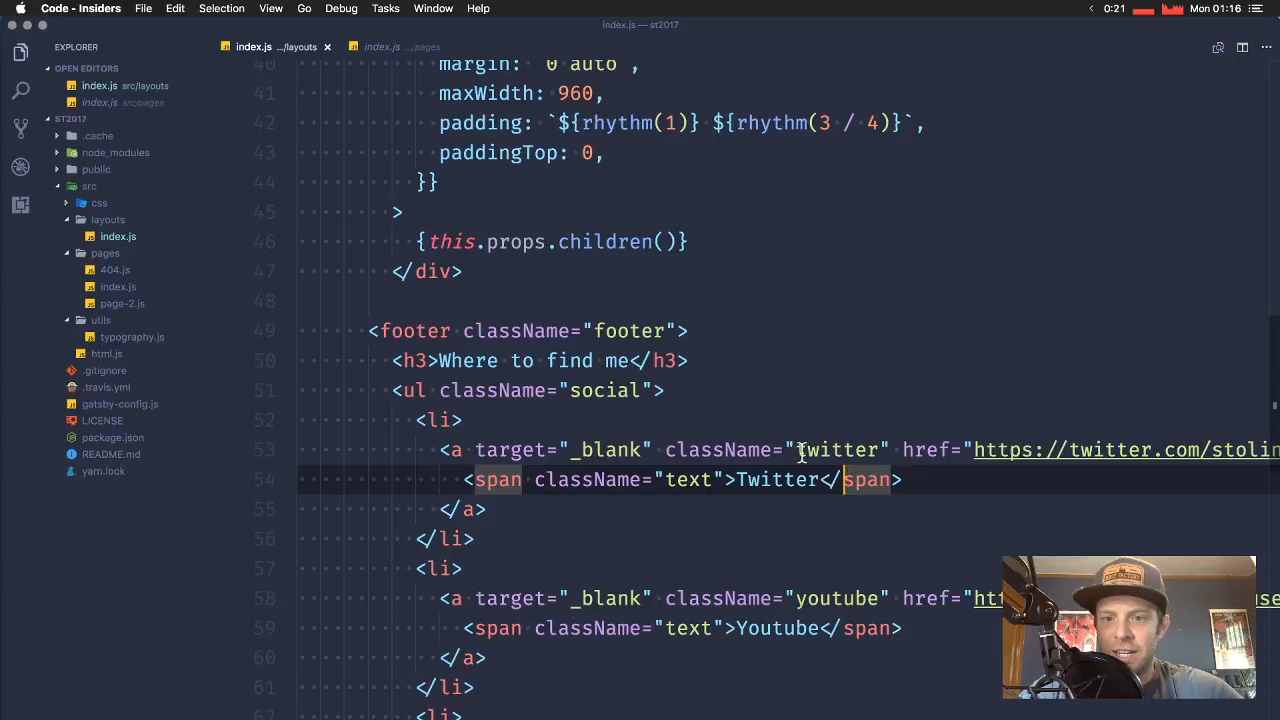 Code - Insiders File Edit Selection View Go Debug Tasks Window Help
0:21 Mon 01:16
index.js — st2017
EXPLORER
index.js .../layouts ×
index.js .../pages
OPEN EDITORS
index.js src/layouts
index.js src/pages
ST2017
.cache
node_modules
public
src
css
layouts
index.js
pages
404.js
index.js
page-2.js
utils
typography.js
html.js
.gitignore
.travis.yml
gatsby-config.js
LICENSE
package.json
README.md
yarn.lock
40 margin: 0 auto ,
41 maxWidth: 960,
42 padding: `${rhythm(1)} ${rhythm(3 / 4)}`,
43 paddingTop: 0,
44 }}
45 >
46 {this.props.children()}
47 </div>
48
49 <footer className="footer">
50 <h3>Where to find me</h3>
51 <ul className="social">
52 <li>
53 <a target="_blank" className="twitter" href="https://twitter.com/stolin
54 <span className="text">Twitter</span>
55 </a>
56 </li>
57 <li>
58 <a target="_blank" className="youtube" href="ht
59 <span className="text">Youtube</span>
60 </a>
61 </li>
62 <li>